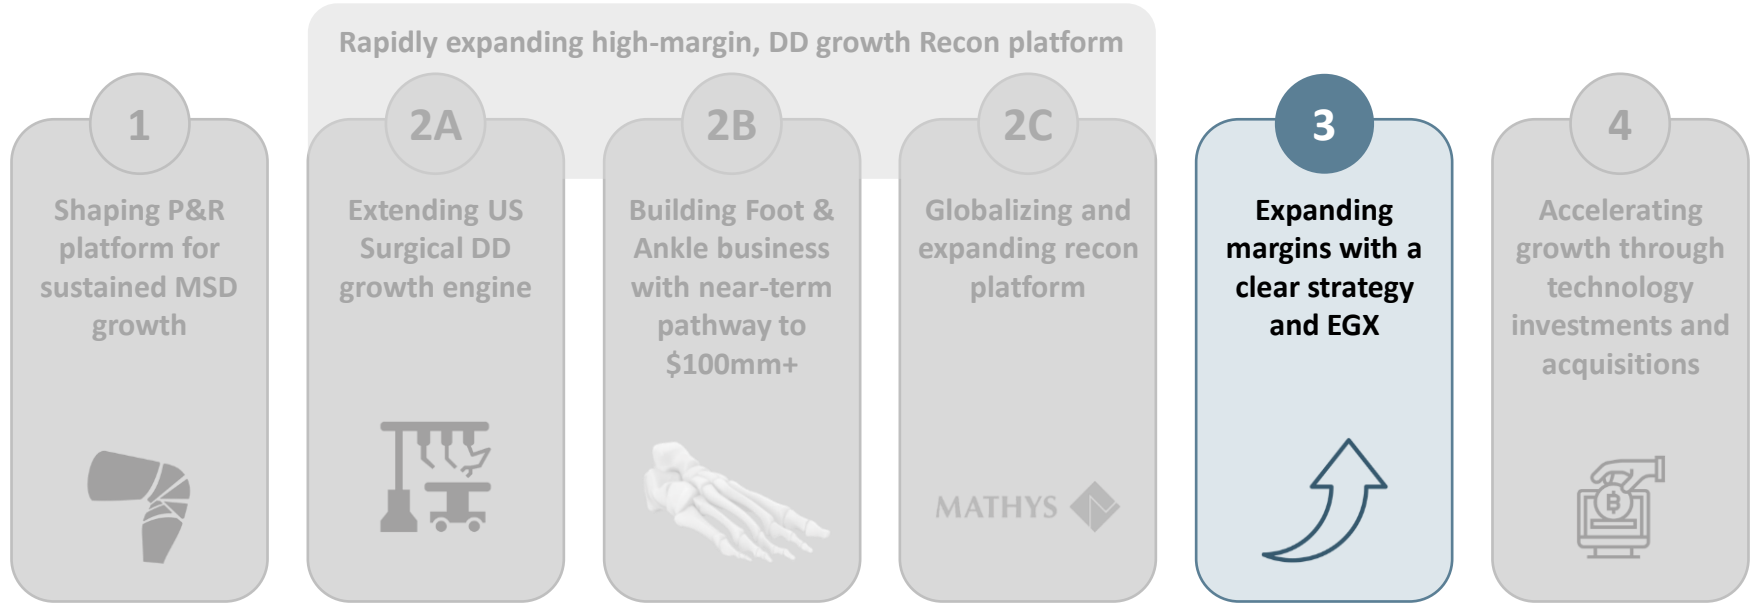 Rapidly expanding high-margin, DD growth Recon platform
1
Shaping P&R
platform for
sustained MSD
growth
2A
Extending US
Surgical DD
growth engine
2B
Building Foot &
Ankle business
with near-term
pathway to
$100mm+
2C
Globalizing and
expanding recon
platform
MATHYS
3
Expanding
margins with a
clear strategy
and EGX
4
Accelerating
growth through
technology
investments and
acquisitions